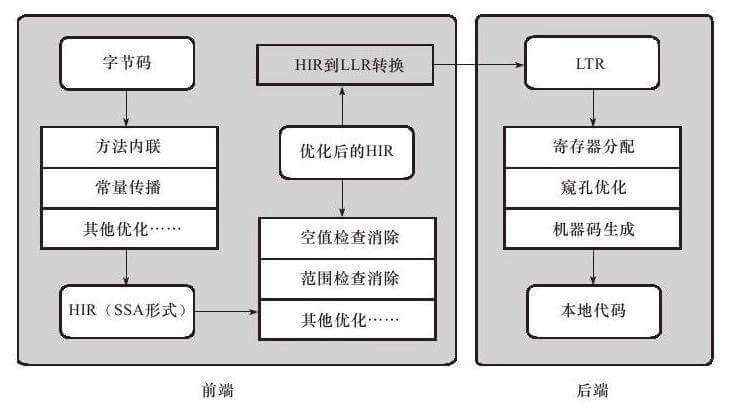 字节码
方法内联
常量传播
其他优化……
HIR（SSA形式）
HIR到LLR转换
优化后的HIR
空值检查消除
范围检查消除
其他优化……
前端
LTR
寄存器分配
窥孔优化
机器码生成
本地代码
后端